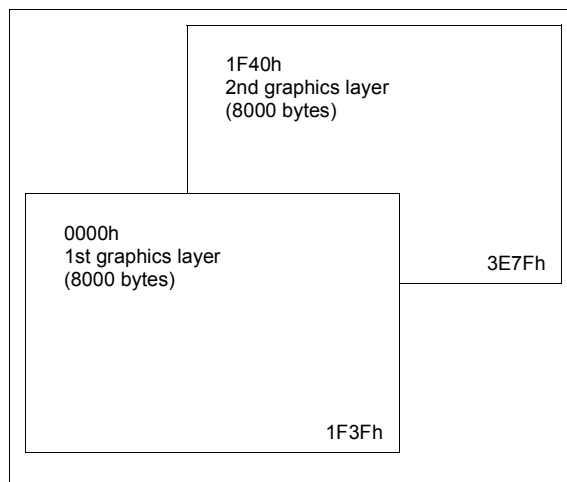 1F40h
2nd graphics layer
(8000 bytes)
3E7Fh
0000h
1st graphics layer
(8000 bytes)
1F3Fh